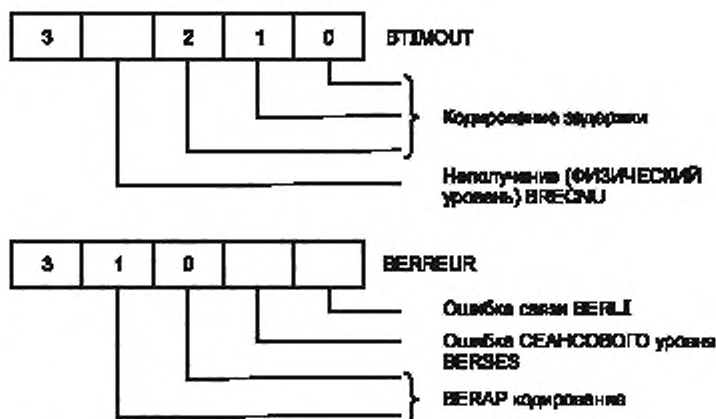 3 2 1 0 BTIMOUT
Кодирование задержки
Неполучение (ФИЗИЧЕСКИЙ
уровень) BRECNU
3 1 0 BERREUR
Ошибка связи BERLI
Ошибка СЕАНСОВОГО уровня
BERSES
BERAP кодирование